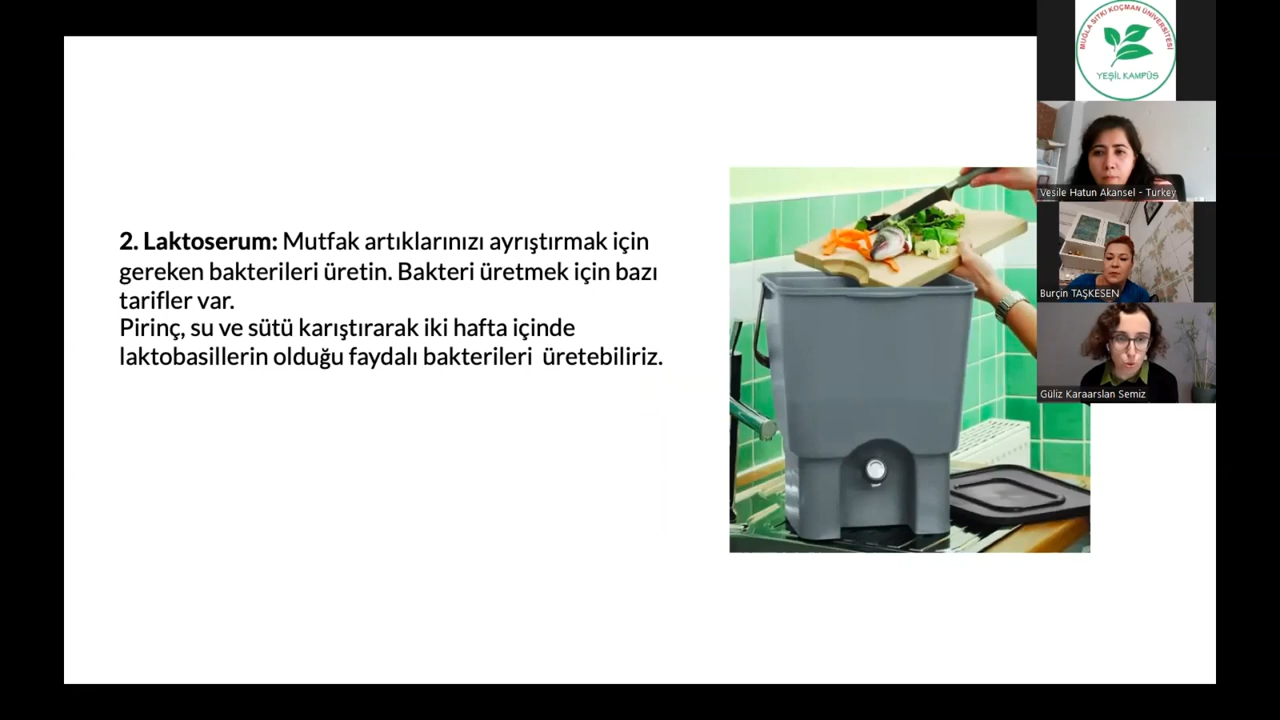 2. Laktoserum: Mutfak artıklarınızı ayrıştırmak için
gereken bakterileri üretin. Bakteri üretmek için bazı
tarifler var.
Pirinç, su ve sütü karıştırarak iki hafta içinde
laktobasillerin olduğu faydalı bakterileri üretebiliriz.
MUĞLA SITKI KOÇMAN ÜNİVERSİTESİ
YEŞİL KAMPÜS
Vesile Hatun Akansel - Turkey
Burçin TAŞKESEN
Güliz Karaarslan Semiz